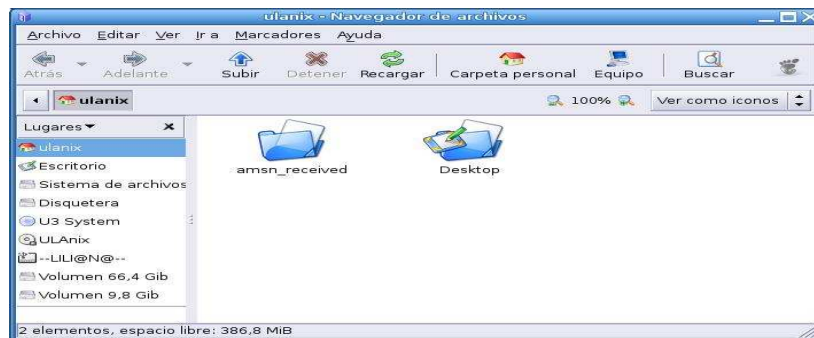 ulanix - Navegador de archivos
Archivo Editar Ver Ir a Marcadores Ayuda
Atrás Adelante Subir Detener Recargar Carpeta personal Equipo Buscar
ulanix 100% Ver como iconos
Lugares
ulanix
Escritorio
Sistema de archivos
Disquetera
U3 System
ULAnix
--LILI@N@--
Volumen 66,4 Gib
Volumen 9,8 Gib
amsn_received Desktop
2 elementos, espacio libre: 386,8 MiB